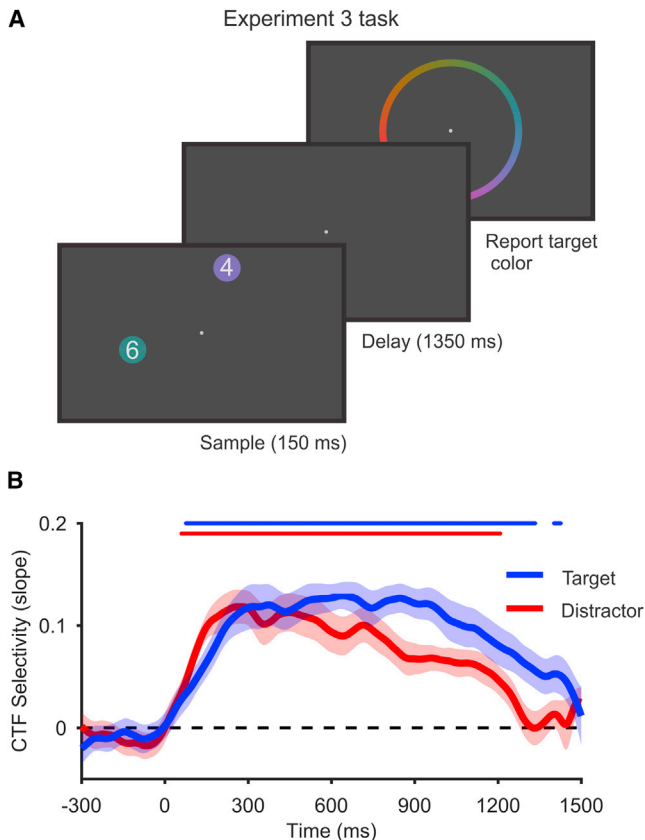 A
Experiment 3 task
4
6
Report target
color
Delay (1350 ms)
Sample (150 ms)
B
CTF Selectivity (slope)
0.2
0.1
0
Target
Distractor
-300
0
300
600
900
1200
1500
Time (ms)